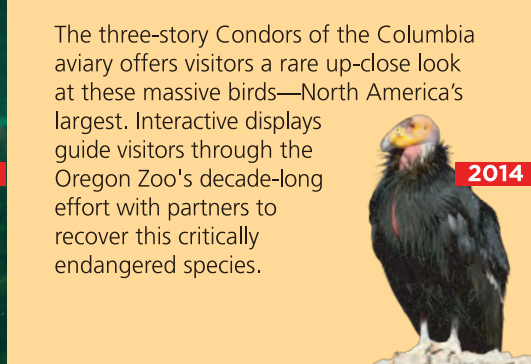 The three-story Condors of the Columbia
aviary offers visitors a rare up-close look
at these massive birds—North America's
largest. Interactive displays
guide visitors through the
Oregon Zoo's decade-long
effort with partners to
recover this critically
endangered species.
2014